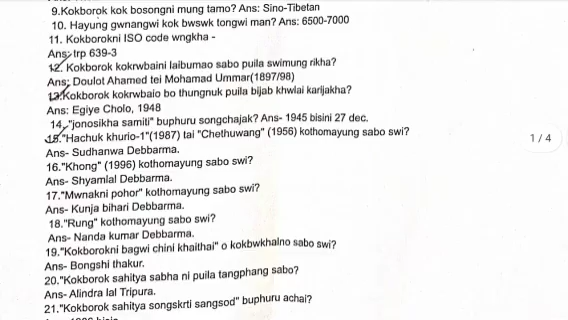 9.Kokborok kok bosongni mung tamo? Ans: Sino-Tibetan
10. Hayung gwnangwi kok bwswk tongwi man? Ans: 6500-7000
11. Kokborokni ISO code wngkha -
Ans: trp 639-3
12. Kokborok kokrwbaini laibumao sabo puila swimung rikha?
Ans: Doulot Ahamed tei Mohamad Ummar(1897/98)
13.Kokborok kokrwbaio bo thungnuk puila bijab khwlai karijakha?
Ans: Egiye Cholo, 1948
14. "jonosikha samiti" buphuru songchajak? Ans- 1945 bisini 27 dec.
15."Hachuk khurio-1"(1987) tai "Chethuwang" (1956) kothomayung sabo swi?
Ans- Sudhanwa Debbarma.
16."Khong" (1996) kothomayung sabo swi?
Ans- Shyamlal Debbarma.
17."Mwnakni pohor" kothomayung sabo swi?
Ans- Kunja bihari Debbarma.
18."Rung" kothomayung sabo swi?
Ans- Nanda kumar Debbarma.
19."Kokborokni bagwi chini khaithai" o kokbwkhalno sabo swi?
Ans- Bongshi thakur.
20."Kokborok sahitya sabha ni puila tangphang sabo?
Ans- Alindra lal Tripura.
21."Kokborok sahitya songskrti sangsod" buphuru achai?
1 / 4